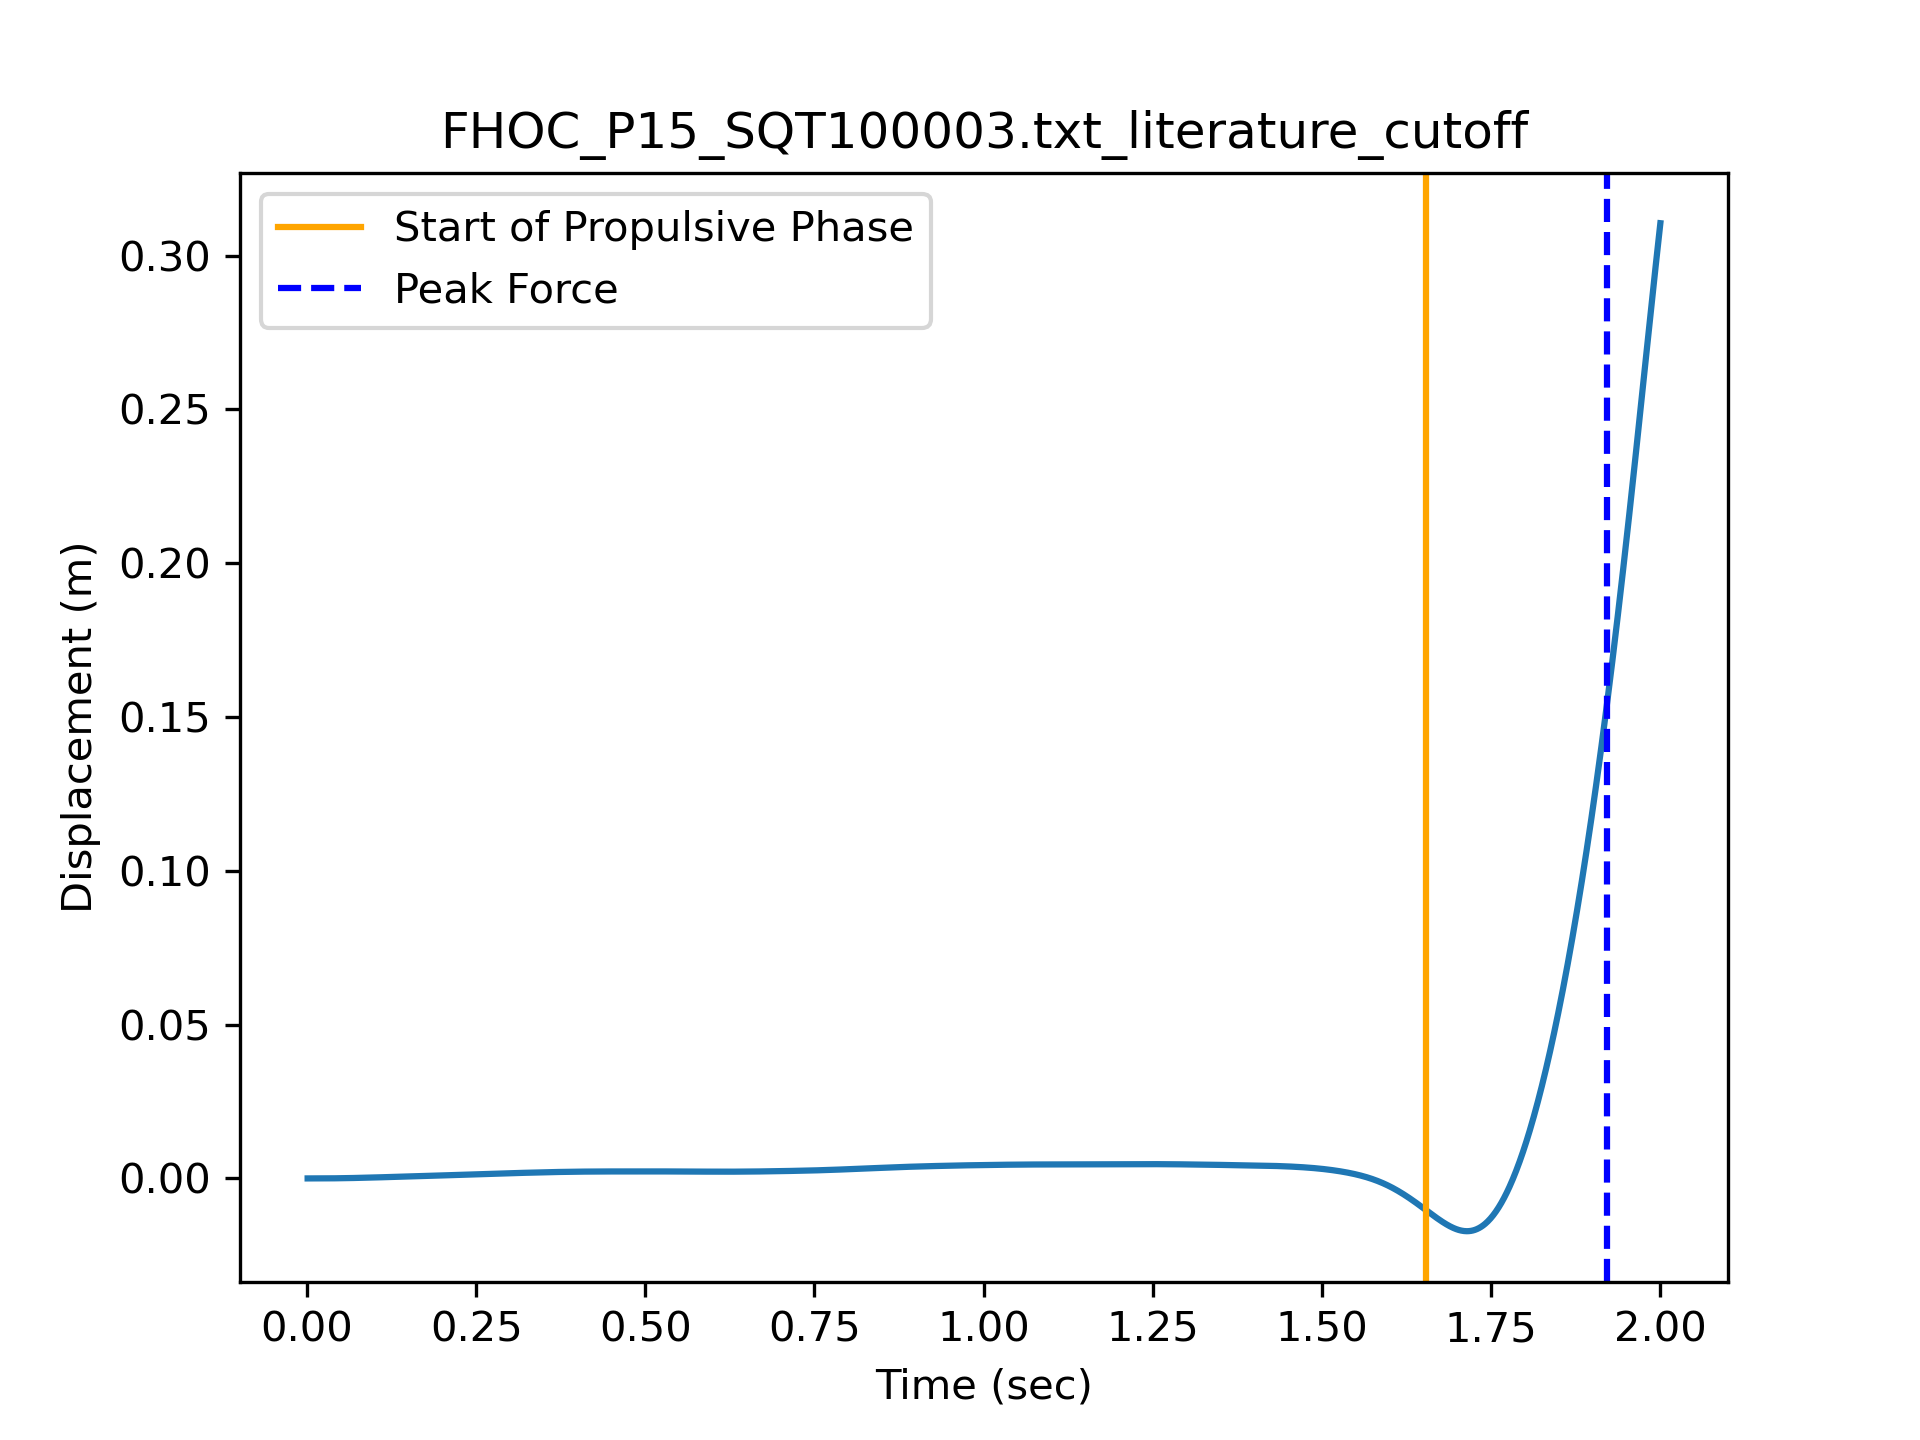 FHOC_P15_SQT100003.txt_literature_cutoff
Start of Propulsive Phase
Peak Force
Displacement (m)
0.30
0.25
0.20
0.15
0.10
0.05
0.00
0.00 0.25 0.50 0.75 1.00 1.25 1.50 1.75 2.00
Time (sec)